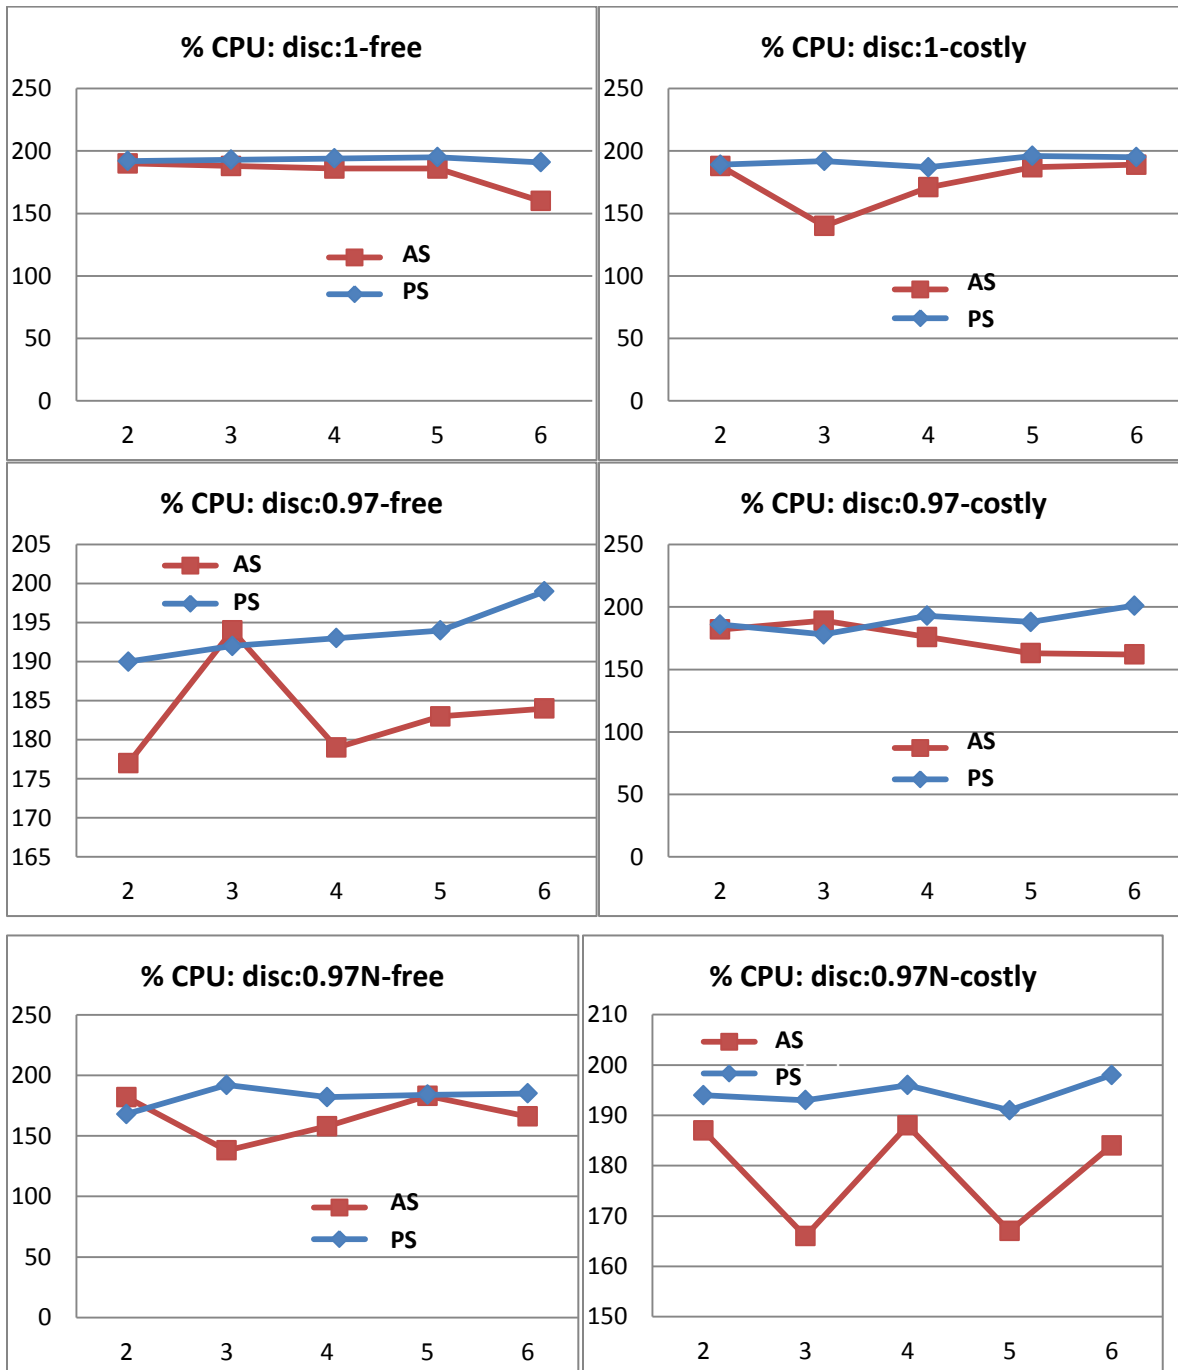 % CPU: disc:1-free
250
200
150
100
50
0
AS
PS
2 3 4 5 6
% CPU: disc:1-costly
250
200
150
100
50
0
AS
PS
2 3 4 5 6
% CPU: disc:0.97-free
205
200
195
190
185
180
175
170
165
AS
PS
2 3 4 5 6
% CPU: disc:0.97-costly
250
200
150
100
50
0
AS
PS
2 3 4 5 6
% CPU: disc:0.97N-free
250
200
150
100
50
0
AS
PS
2 3 4 5 6
% CPU: disc:0.97N-costly
210
200
190
180
170
160
150
AS
PS
2 3 4 5 6